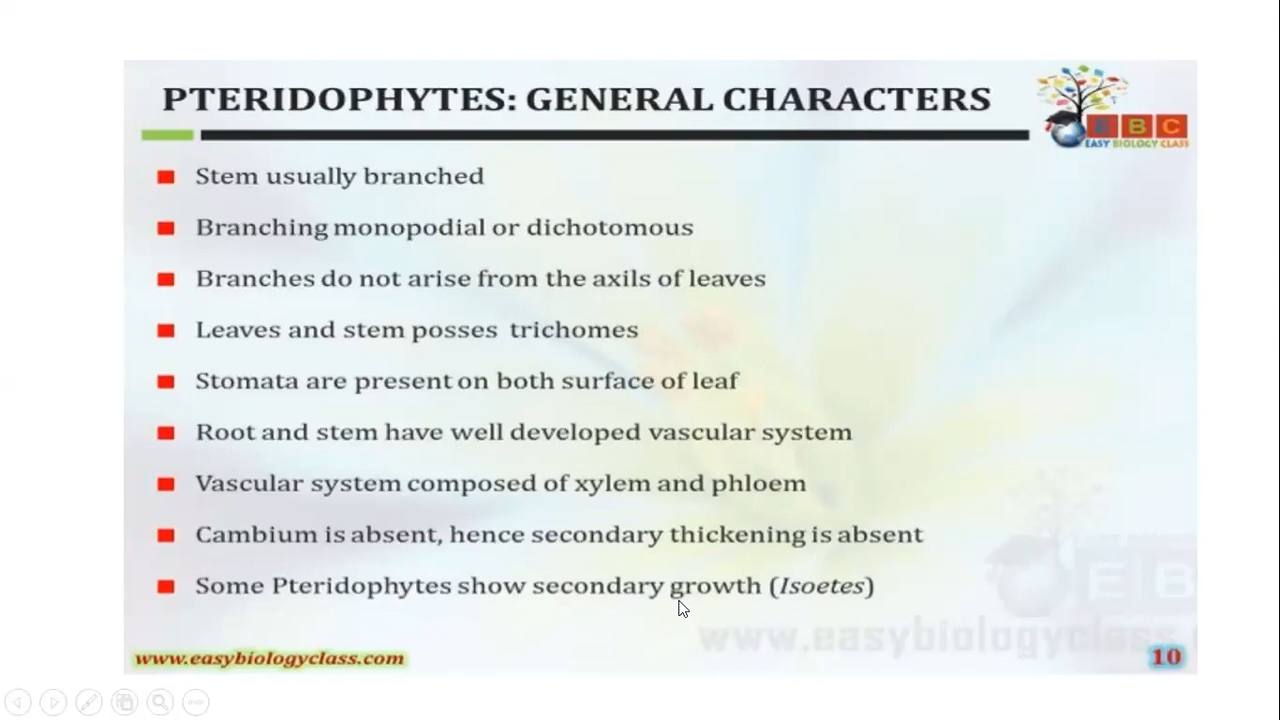 PTERIDOPHYTES: GENERAL CHARACTERS
E B C
EASY BIOLOGY CLASS
Stem usually branched
Branching monopodial or dichotomous
Branches do not arise from the axils of leaves
Leaves and stem posses trichomes
Stomata are present on both surface of leaf
Root and stem have well developed vascular system
Vascular system composed of xylem and phloem
Cambium is absent, hence secondary thickening is absent
Some Pteridophytes show secondary growth (Isoetes)
E B
www.easybiologyclass.
www.easybiologyclass.com
10